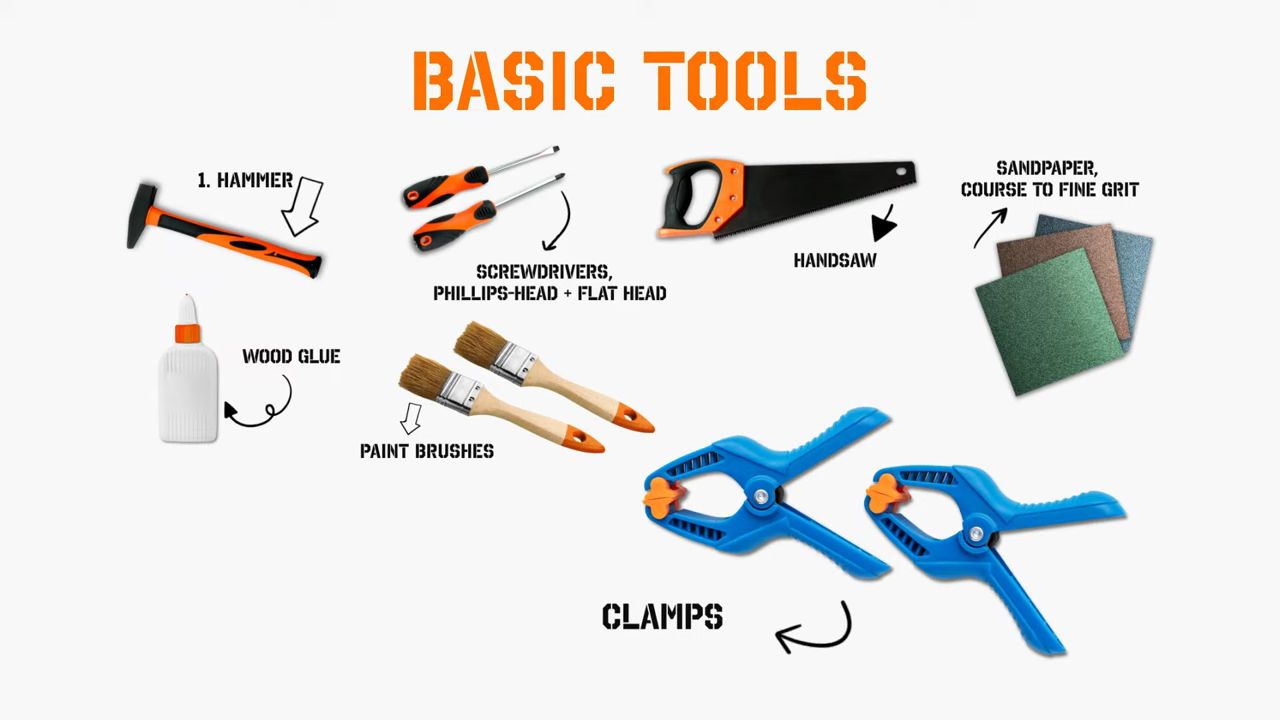 BASIC TOOLS
1. HAMMER
SCREWDRIVERS,
PHILLIPS-HEAD + FLAT HEAD
HANDSAW
SANDPAPER,
COURSE TO FINE GRIT
WOOD GLUE
PAINT BRUSHES
CLAMPS